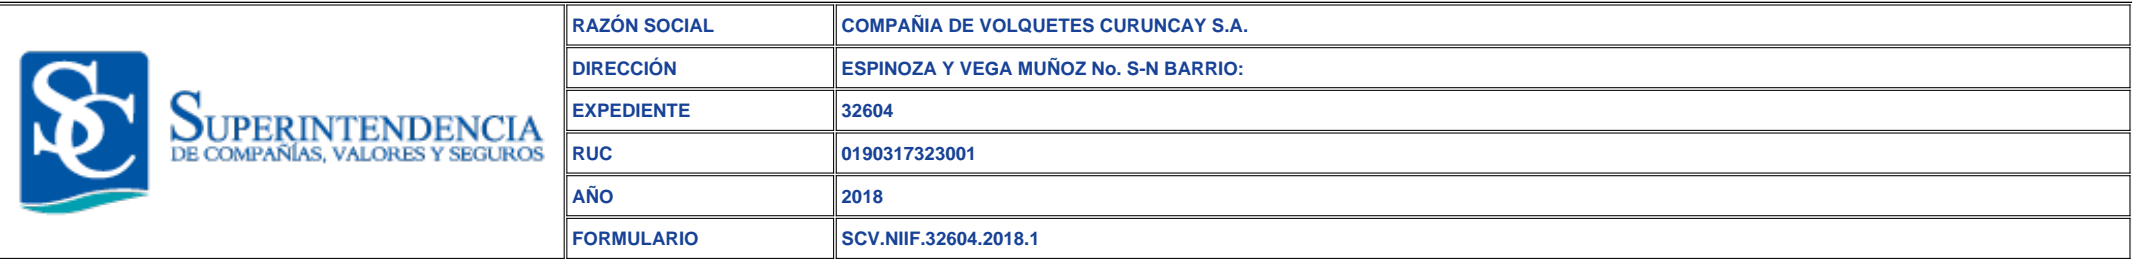 SC
SUPERINTENDENCIA
DE COMPAÑÍAS, VALORES Y SEGUROS
RAZÓN SOCIAL COMPAÑIA DE VOLQUETES CURUNCAY S.A.
DIRECCIÓN ESPINOZA Y VEGA MUÑOZ No. S-N BARRIO:
EXPEDIENTE 32604
RUC 0190317323001
AÑO 2018
FORMULARIO SCV.NIIF.32604.2018.1